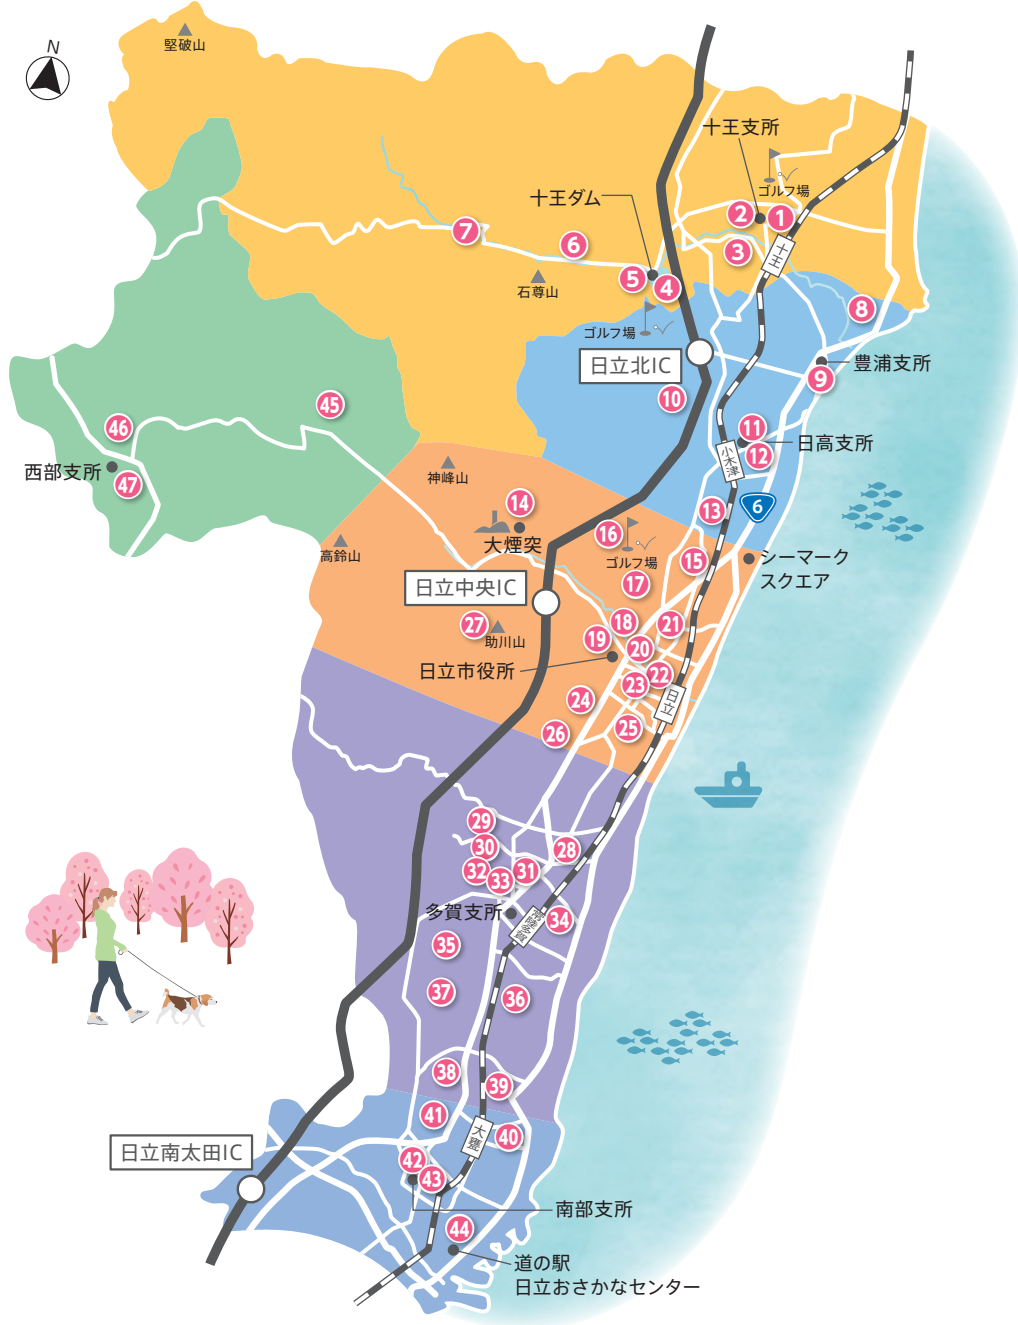 N
堅破山
十王支所
ゴルフ場
十王ダム
2
1
7
6
3
十王
5
4
石尊山
8
ゴルフ場
日立北IC
豊浦支所
9
10
45
46
11
日高支所
12
小木津
西部支所
47
神峰山
14
13
6
大煙突
16
ゴルフ場
高鈴山
15
シーマーク
スクエア
日立中央IC
17
27
助川山
18
21
19
20
日立市役所
22
23
24
日立
25
26
29
30
28
32
33
31
多賀支所
常陸多賀
34
35
37
36
38
39
41
大甕
40
日立南太田IC
42
43
南部支所
44
道の駅
日立おさかなセンター